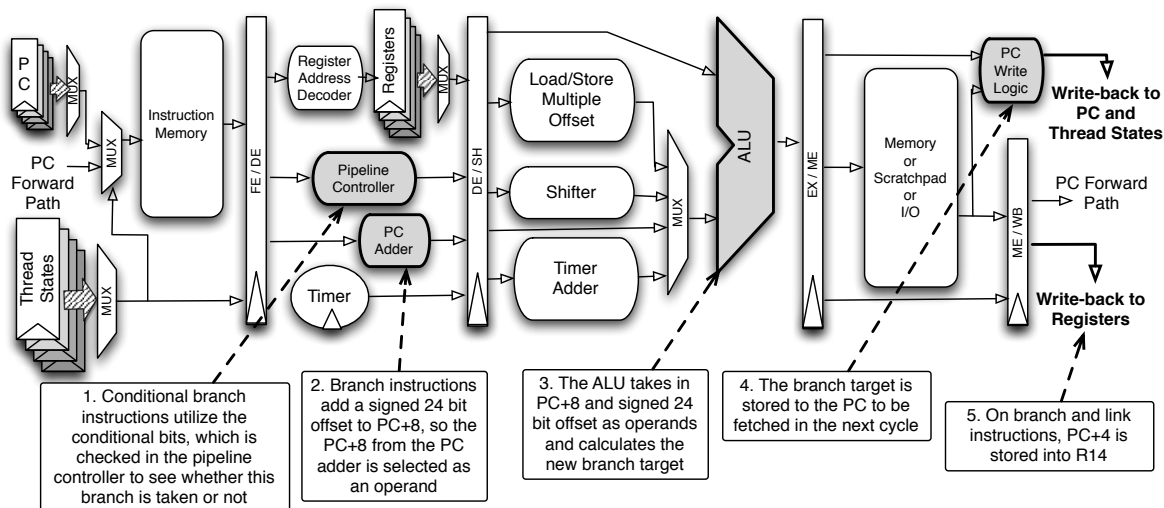 PC
MUX
PC
Forward
Path
Thread
States
MUX
MUX
Instruction
Memory
FE / DE
Register
Address
Decoder
Registers
MUX
Pipeline
Controller
PC
Adder
Timer
DE / SH
Load/Store
Multiple
Offset
Shifter
Timer
Adder
MUX
ALU
EX / ME
Memory
or
Scratchpad
or
I/O
PC
Write
Logic
Write-back to
PC and
Thread States
ME / WB
PC Forward
Path
Write-back to
Registers
1. Conditional branch
instructions utilize the
conditional bits, which is
checked in the pipeline
controller to see whether this
branch is taken or not
2. Branch instructions
add a signed 24 bit
offset to PC+8, so the
PC+8 from the PC
adder is selected as
an operand
3. The ALU takes in
PC+8 and signed 24
bit offset as operands
and calculates the
new branch target
4. The branch target is
stored to the PC to be
fetched in the next cycle
5. On branch and link
instructions, PC+4 is
stored into R14